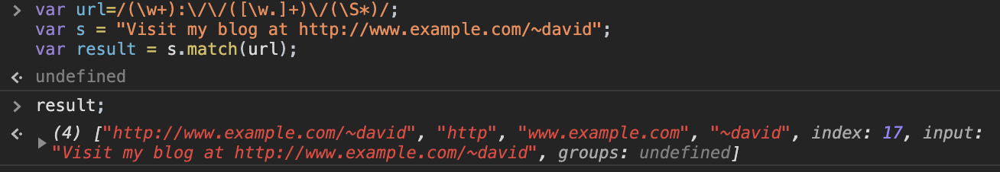 > var url=/(\w+):\/\/([\w.]+)\/(\S*)/;
var s = "Visit my blog at http://www.example.com/~david";
var result = s.match(url);
<· undefined
> result;
<· (4) ["http://www.example.com/~david", "http", "www.example.com", "~david", index: 17, input:
"Visit my blog at http://www.example.com/~david", groups: undefined]